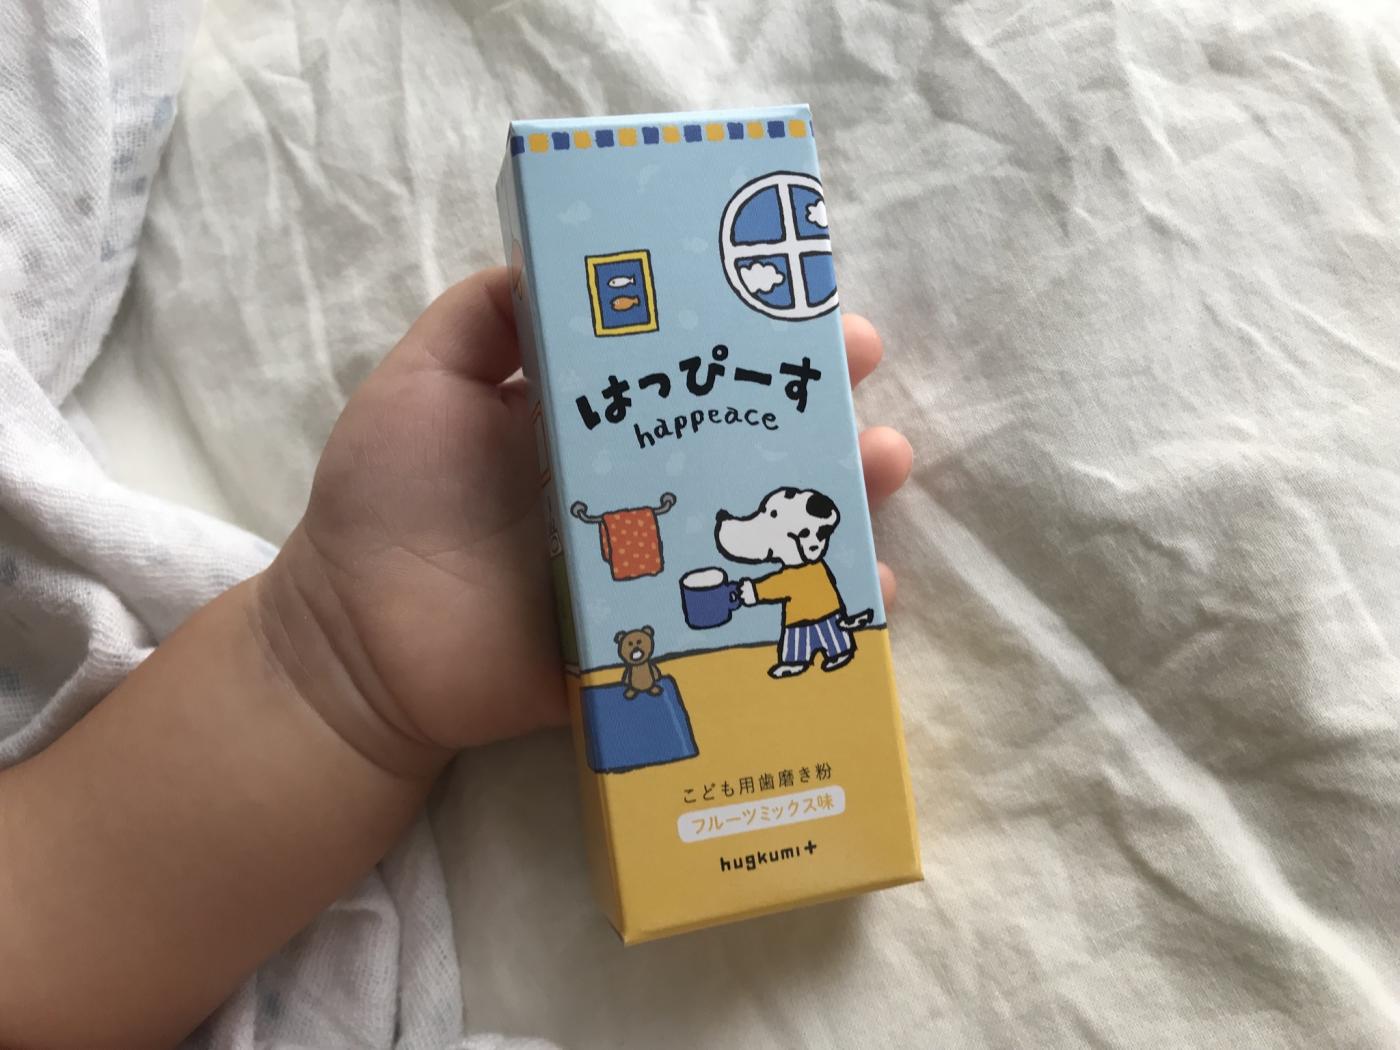 はっぴーす
happeace
こども用歯磨き粉
フルーツミックス味
hugkumi+